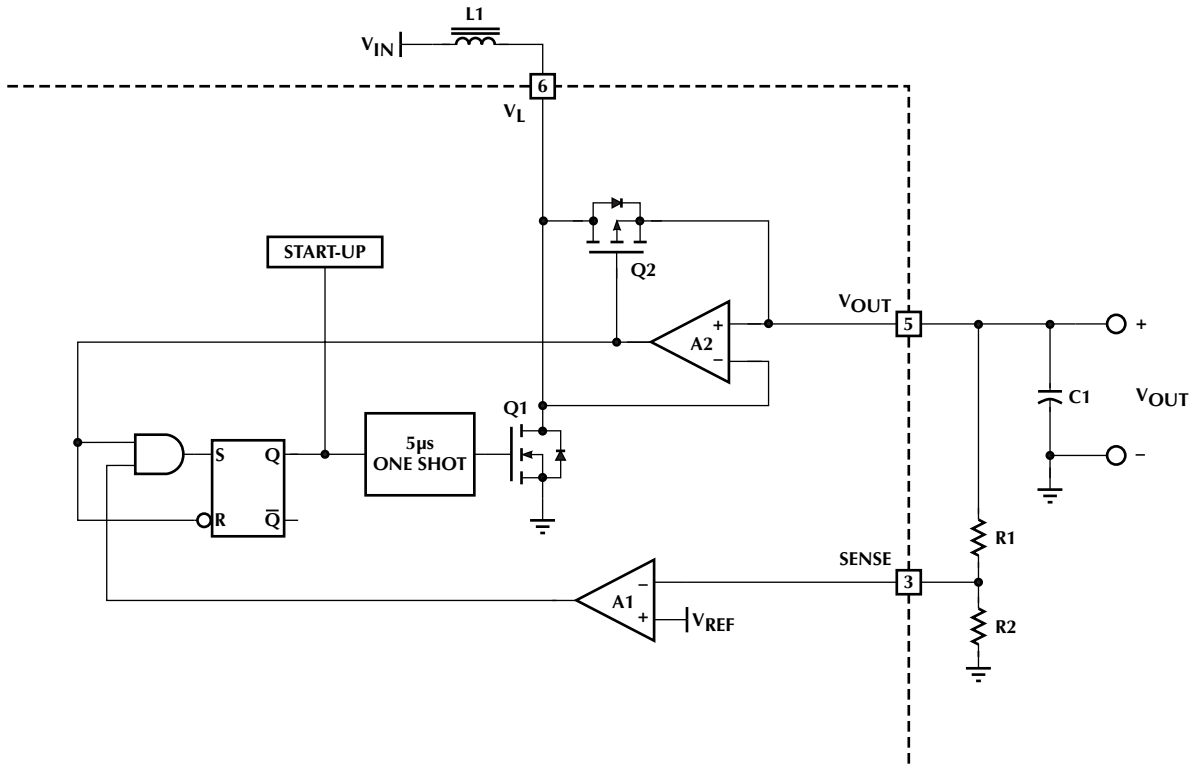 L1
VIN
6
VL
START-UP
Q2
VOUT
5
+
A2
−
+
C1
VOUT
−
Q1
S Q
5µs
ONE SHOT
R Q̅
R1
SENSE
3
−
A1
+
VREF
R2